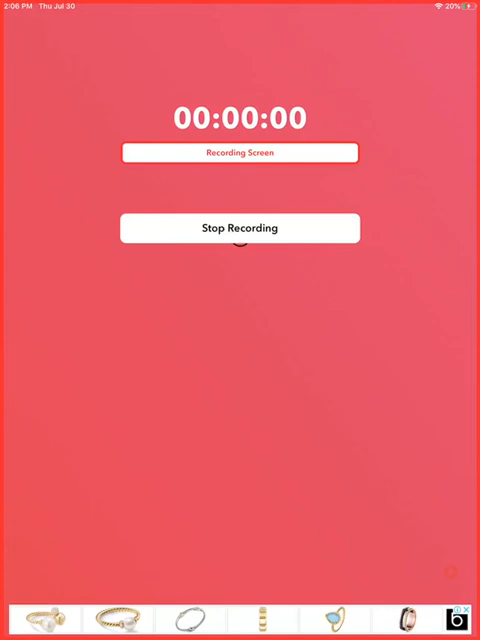 2:06 PM Thu Jul 30
20%
00:00:00
Recording Screen
Stop Recording
b